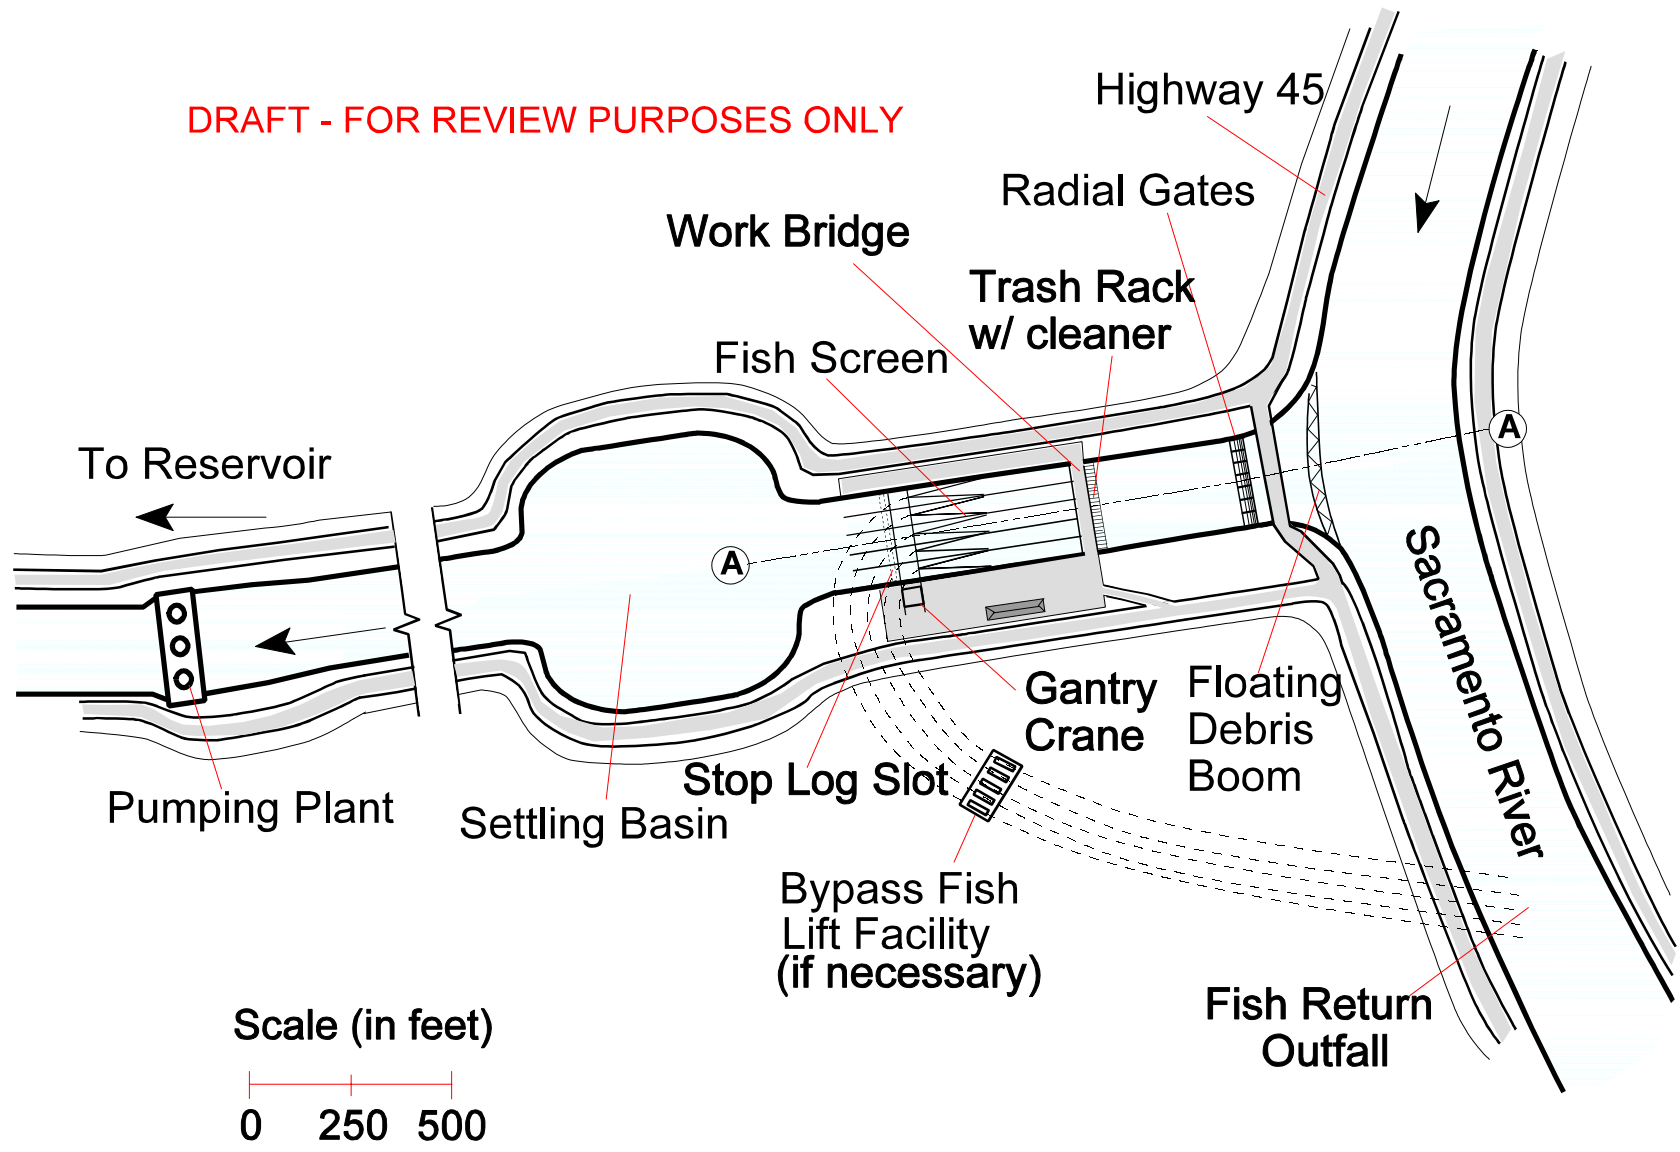 Highway 45
DRAFT - FOR REVIEW PURPOSES ONLY
Radial Gates
Work Bridge
Trash Rack
w/ cleaner
Fish Screen
To Reservoir
A
A
Sacramento River
Gantry
Crane
Floating
Debris
Boom
Stop Log Slot
Pumping Plant
Settling Basin
Bypass Fish
Lift Facility
(if necessary)
Fish Return
Outfall
Scale (in feet)
0 250 500